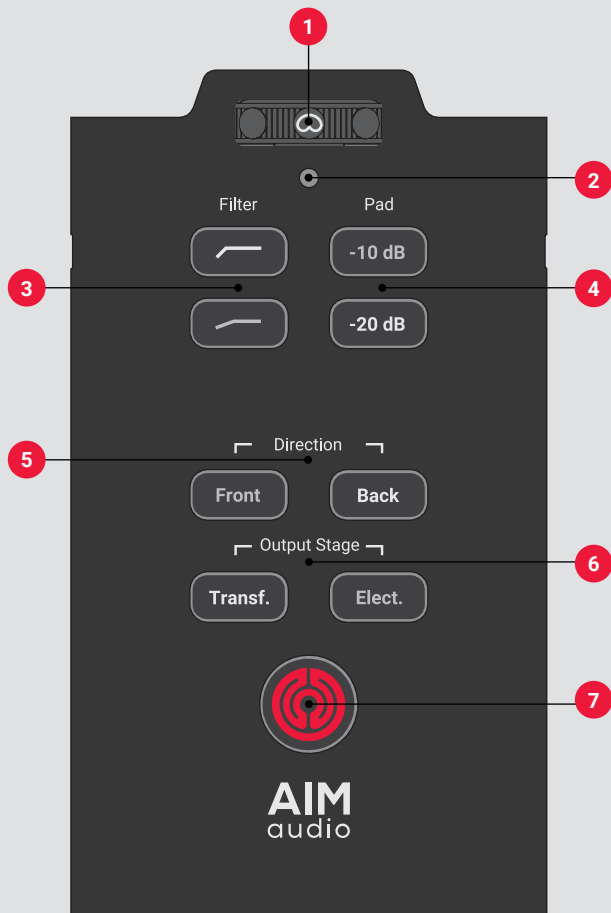 1
2
Filter Pad
-10 dB
3 4
-20 dB
Direction
5
Front Back
Output Stage
6
Transf. Elect.
7
AIM
audio